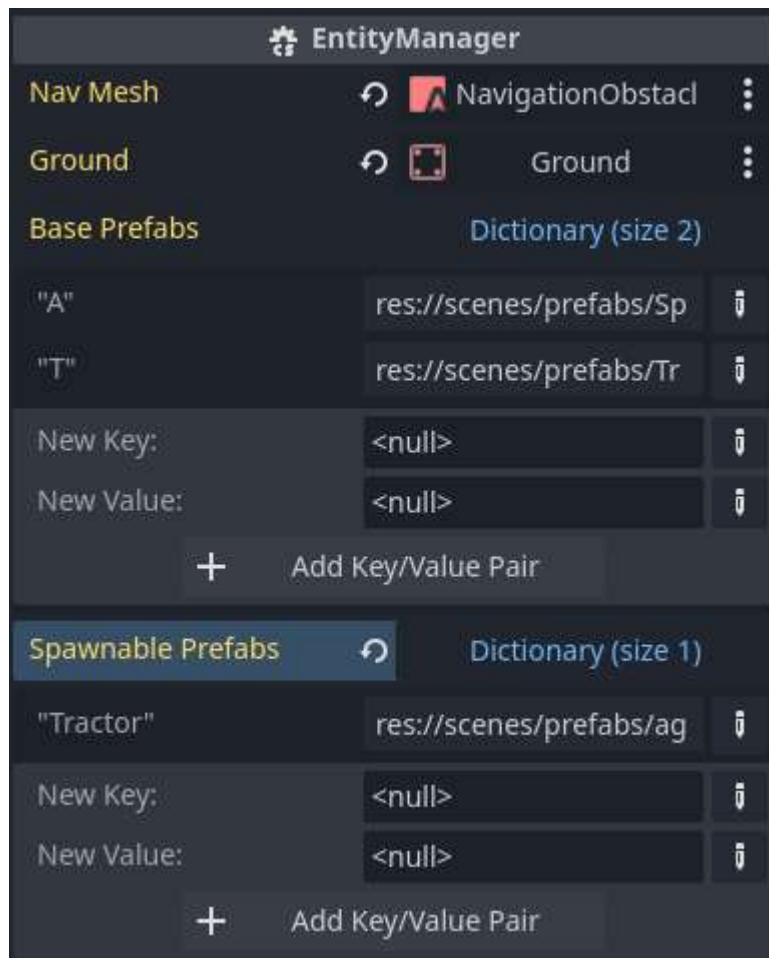 EntityManager
Nav Mesh NavigationObstacl
Ground Ground
Base Prefabs Dictionary (size 2)
"A" res://scenes/prefabs/Sp
"T" res://scenes/prefabs/Tr
New Key: <null>
New Value: <null>
+ Add Key/Value Pair
Spawnable Prefabs Dictionary (size 1)
"Tractor" res://scenes/prefabs/ag
New Key: <null>
New Value: <null>
+ Add Key/Value Pair